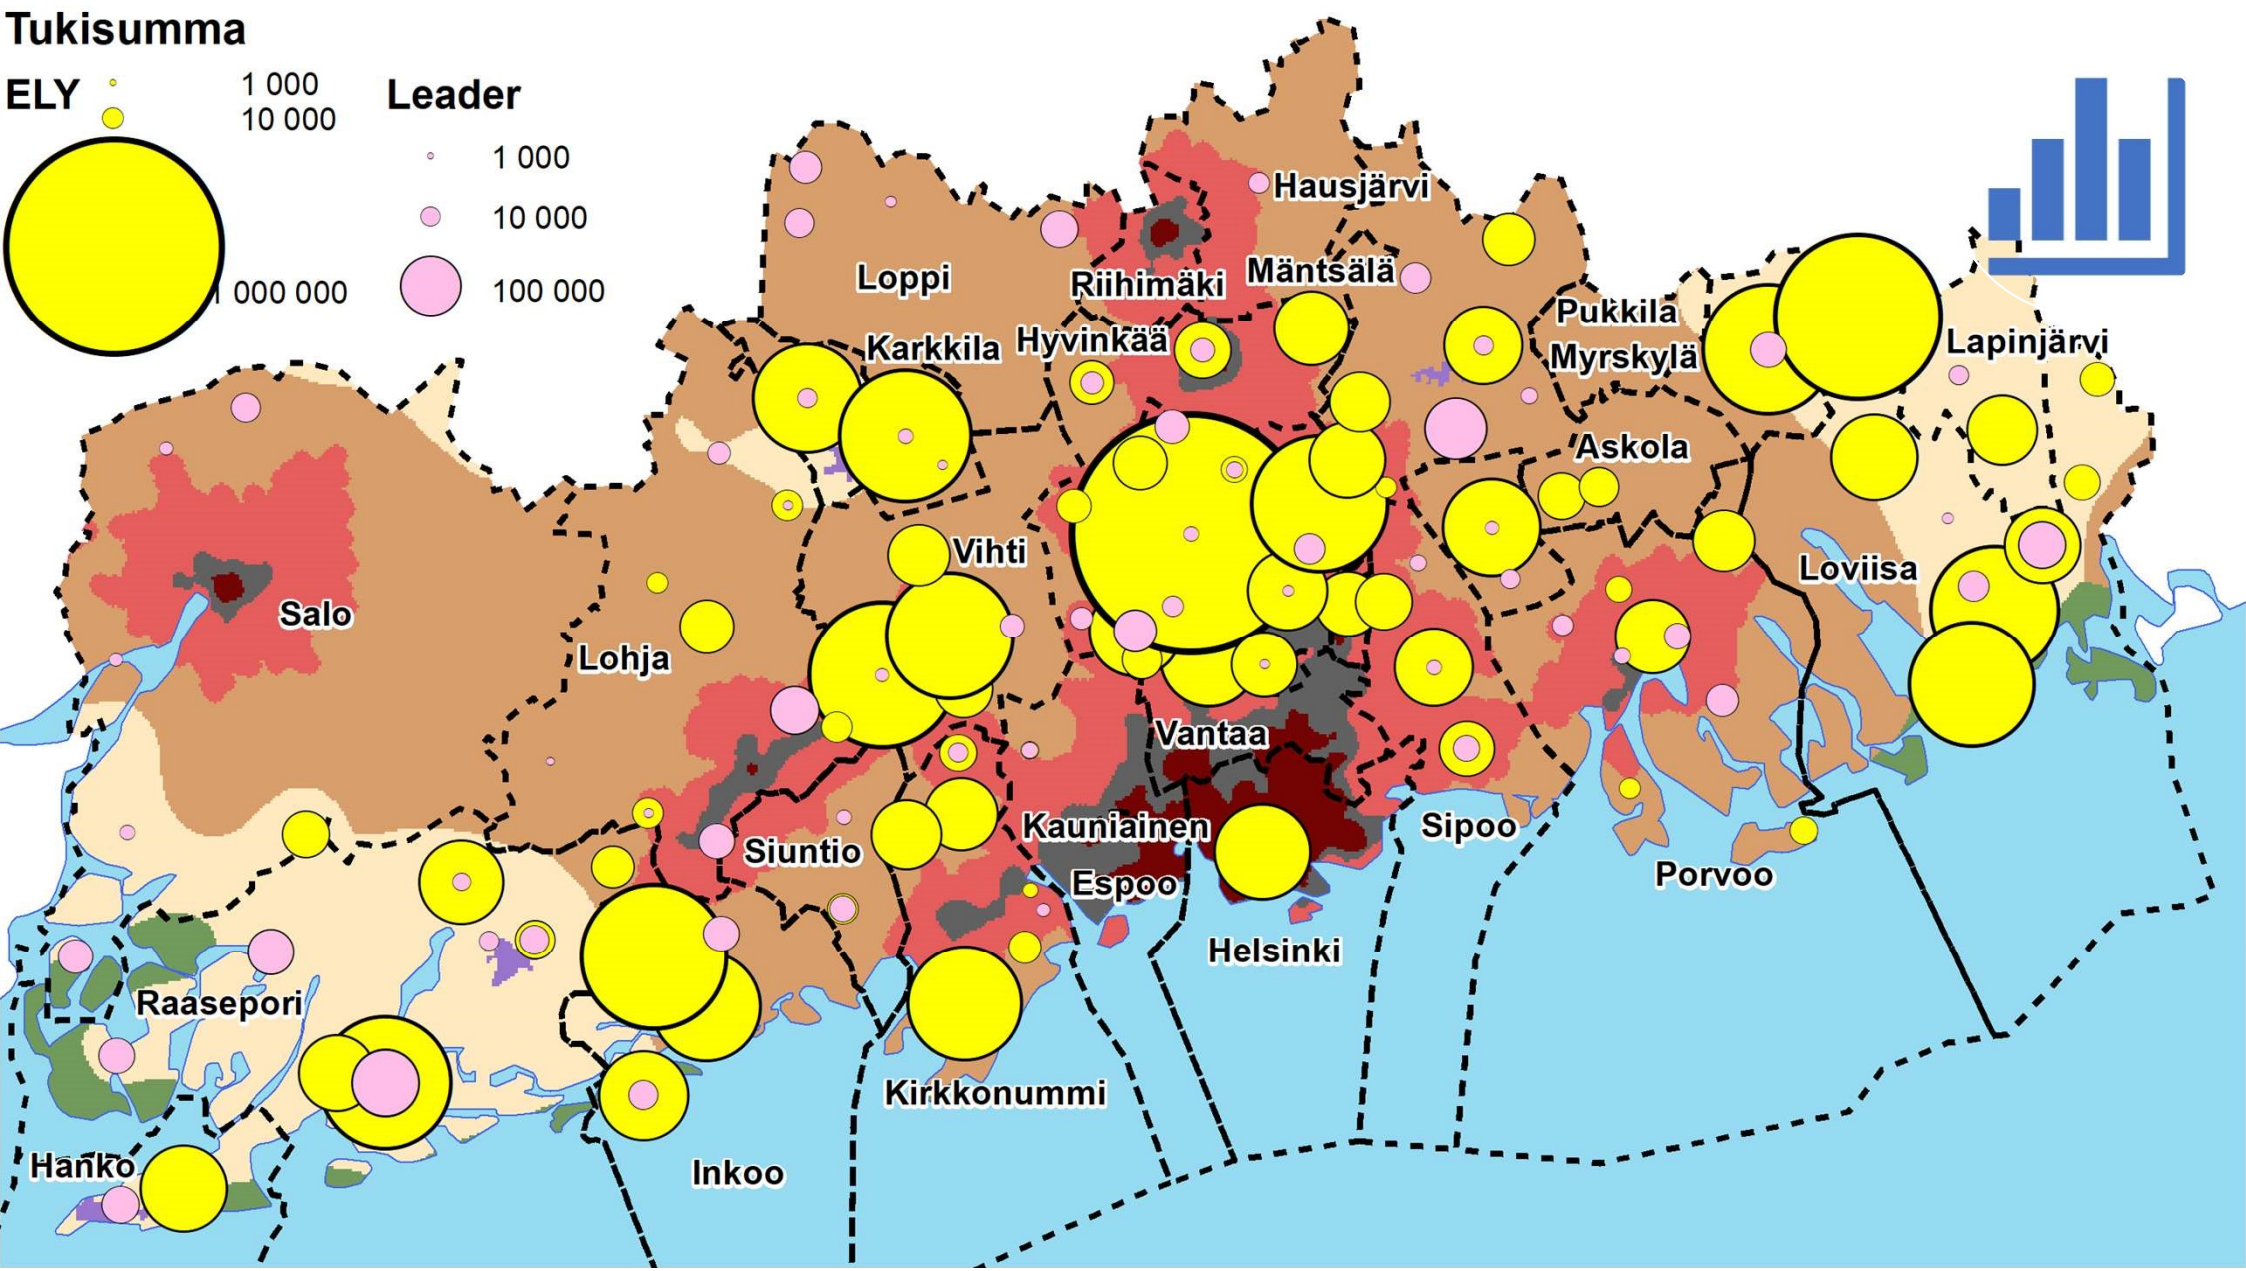 Tukisumma
ELY
1 000
10 000
1 000 000
Leader
1 000
10 000
100 000
Hausjärvi
Loppi
Riihimäki
Mäntsälä
Pukkila
Karkkila
Hyvinkää
Myrskylä
Lapinjärvi
Askola
Vihti
Loviisa
Salo
Lohja
Vantaa
Siuntio
Kauniainen
Sipoo
Espoo
Porvoo
Helsinki
Raasepori
Kirkkonummi
Hanko
Inkoo